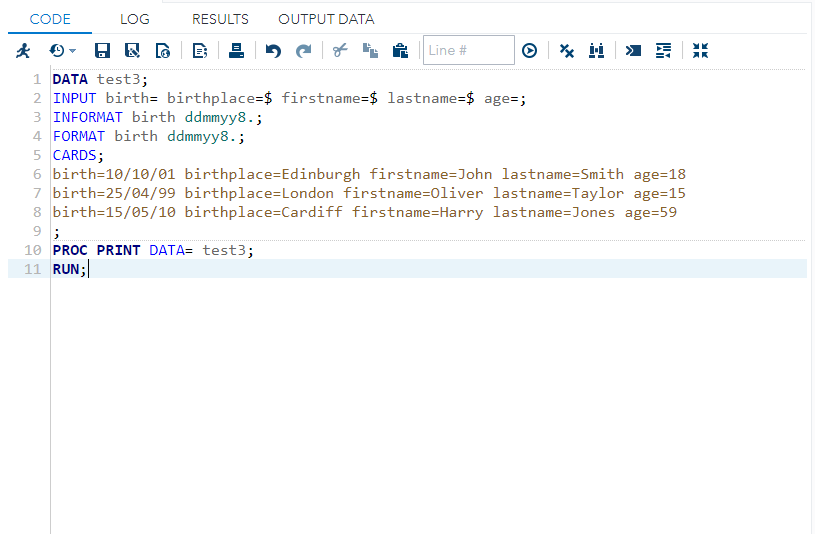 CODE LOG RESULTS OUTPUT DATA
Line #
1 DATA test3;
2 INPUT birth= birthplace=$ firstname=$ lastname=$ age=;
3 INFORMAT birth ddmmyy8.;
4 FORMAT birth ddmmyy8.;
5 CARDS;
6 birth=10/10/01 birthplace=Edinburgh firstname=John lastname=Smith age=18
7 birth=25/04/99 birthplace=London firstname=Oliver lastname=Taylor age=15
8 birth=15/05/10 birthplace=Cardiff firstname=Harry lastname=Jones age=59
9 ;
10 PROC PRINT DATA= test3;
11 RUN;